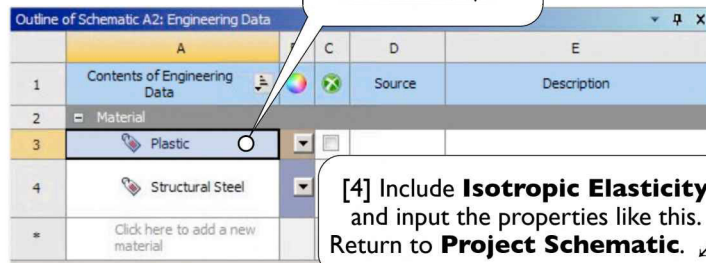 Outline of Schematic A2: Engineering Data
A C D E
1 Contents of Engineering Data Source Description
2 Material
3 Plastic
4 Structural Steel
* Click here to add a new material
[4] Include Isotropic Elasticity
and input the properties like this.
Return to Project Schematic.